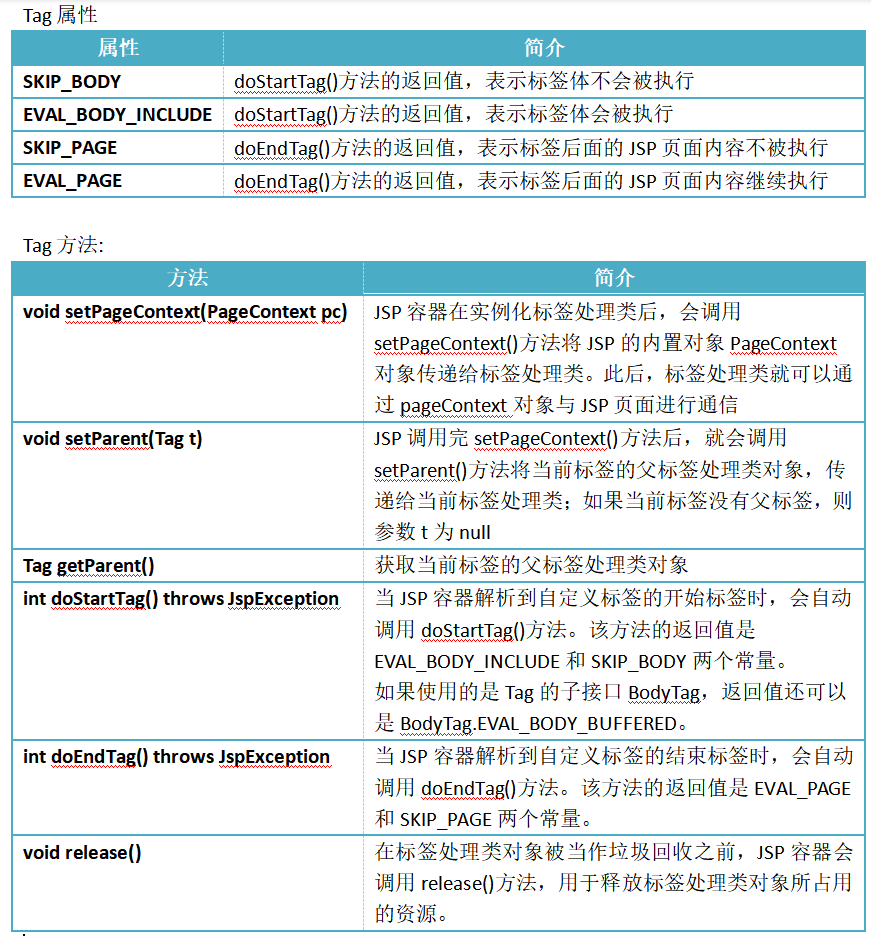 Tag 属性
属性 简介
SKIP_BODY doStartTag()方法的返回值，表示标签体不会被执行
EVAL_BODY_INCLUDE doStartTag()方法的返回值，表示标签体会被执行
SKIP_PAGE doEndTag()方法的返回值，表示标签后面的 JSP 页面内容不被执行
EVAL_PAGE doEndTag()方法的返回值，表示标签后面的 JSP 页面内容继续执行
Tag 方法:
方法 简介
void setPageContext(PageContext pc) JSP 容器在实例化标签处理类后，会调用
setPageContext()方法将 JSP 的内置对象 PageContext
对象传递给标签处理类。此后，标签处理类就可以通
过 pageContext 对象与 JSP 页面进行通信
void setParent(Tag t) JSP 调用完 setPageContext()方法后，就会调用
setParent()方法将当前标签的父标签处理类对象，传
递给当前标签处理类；如果当前标签没有父标签，则
参数 t 为 null
Tag getParent() 获取当前标签的父标签处理类对象
int doStartTag() throws JspException 当 JSP 容器解析到自定义标签的开始标签时，会自动
调用 doStartTag()方法。该方法的返回值是
EVAL_BODY_INCLUDE 和 SKIP_BODY 两个常量。
如果使用的是 Tag 的子接口 BodyTag，返回值还可以
是 BodyTag.EVAL_BODY_BUFFERED。
int doEndTag() throws JspException 当 JSP 容器解析到自定义标签的结束标签时，会自动
调用 doEndTag()方法。该方法的返回值是 EVAL_PAGE
和 SKIP_PAGE 两个常量。
void release() 在标签处理类对象被当作垃圾回收之前，JSP 容器会
调用 release()方法，用于释放标签处理类对象所占用
的资源。